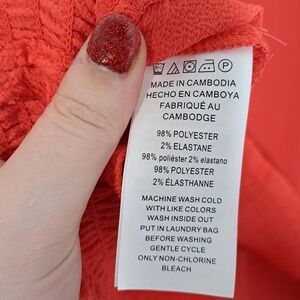 MADE IN CAMBODIA
HECHO EN CAMBOYA
FABRIQUÉ AU
CAMBODGE
98% POLYESTER
2% ELASTANE
98% poliéster 2% elastano
98% POLYESTER
2% ÉLASTHANNE
MACHINE WASH COLD
WITH LIKE COLORS
WASH INSIDE OUT
PUT IN LAUNDRY BAG
BEFORE WASHING
GENTLE CYCLE
ONLY NON-CHLORINE
BLEACH